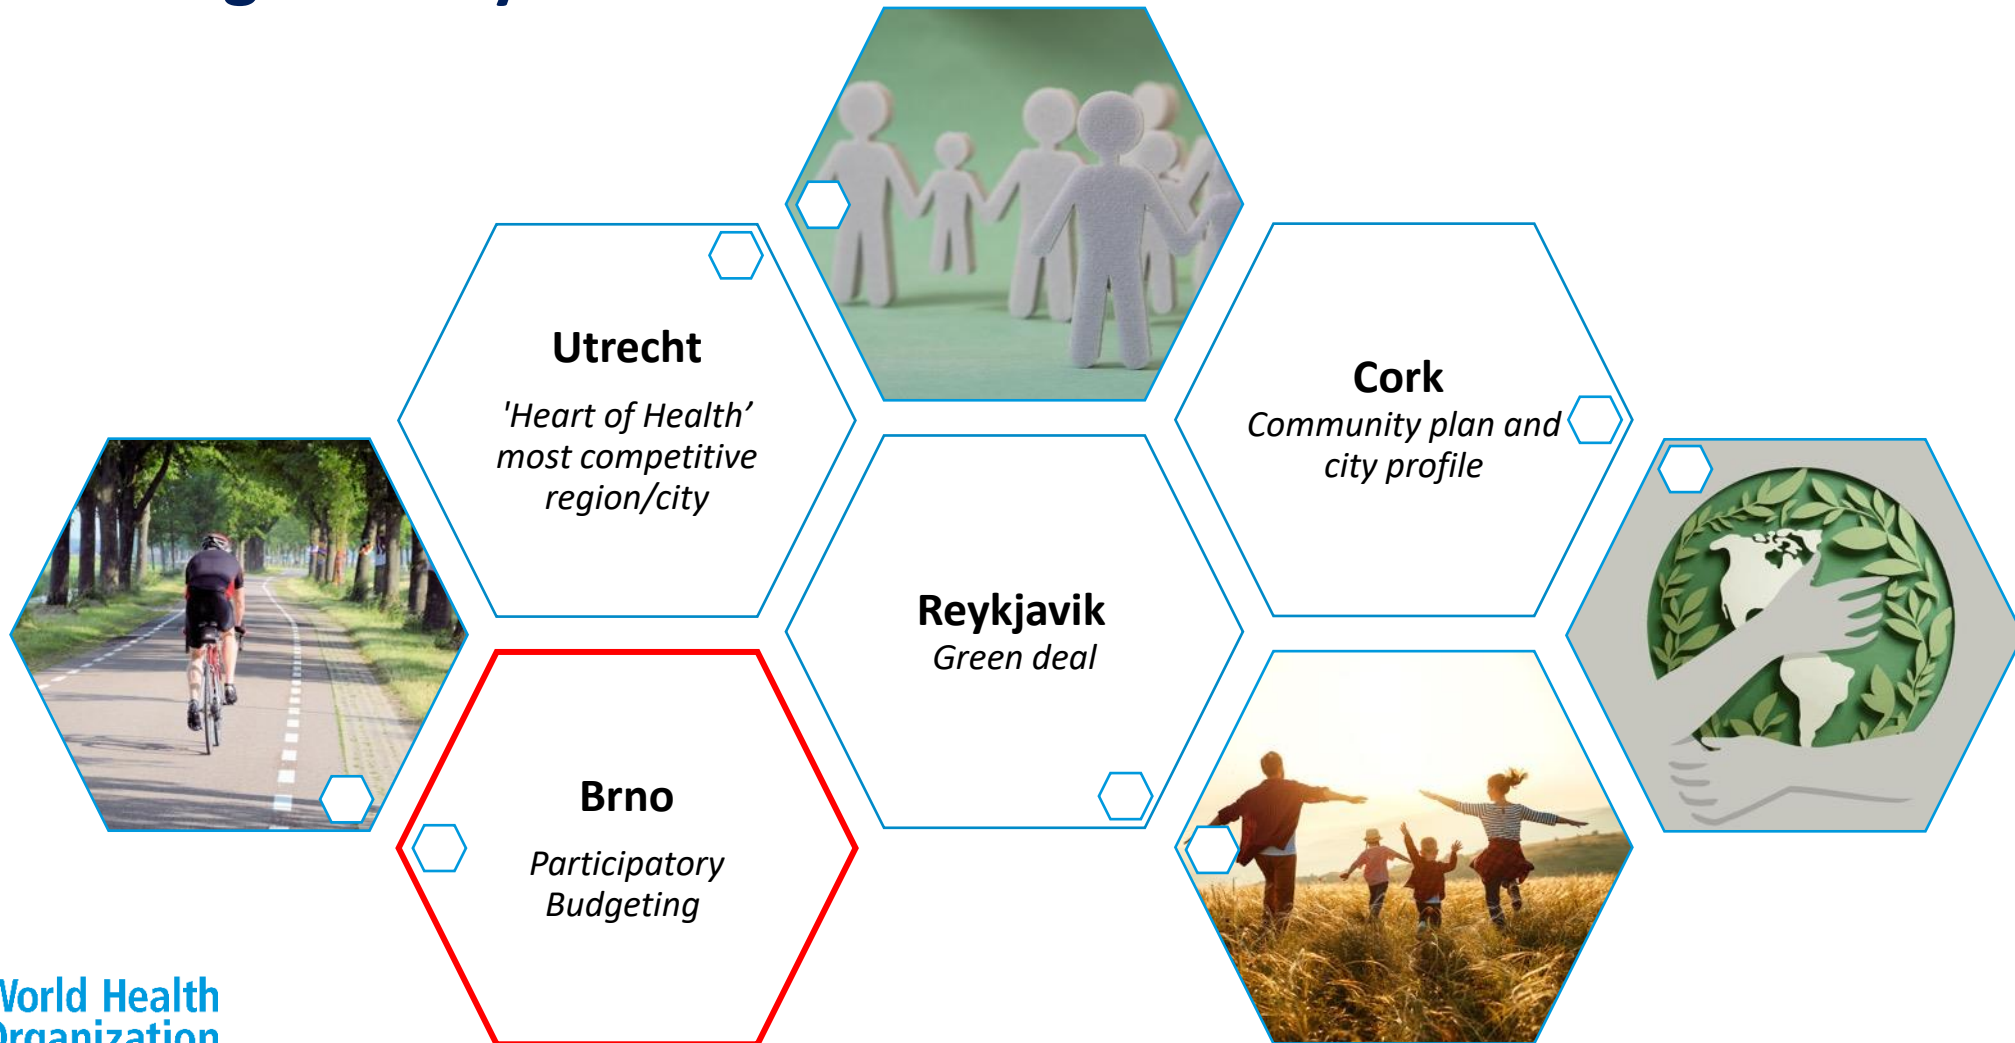 Utrecht
'Heart of Health’
most competitive
region/city
Cork
Community plan and
city profile
Reykjavik
Green deal
Brno
Participatory
Budgeting
World Health
Organization